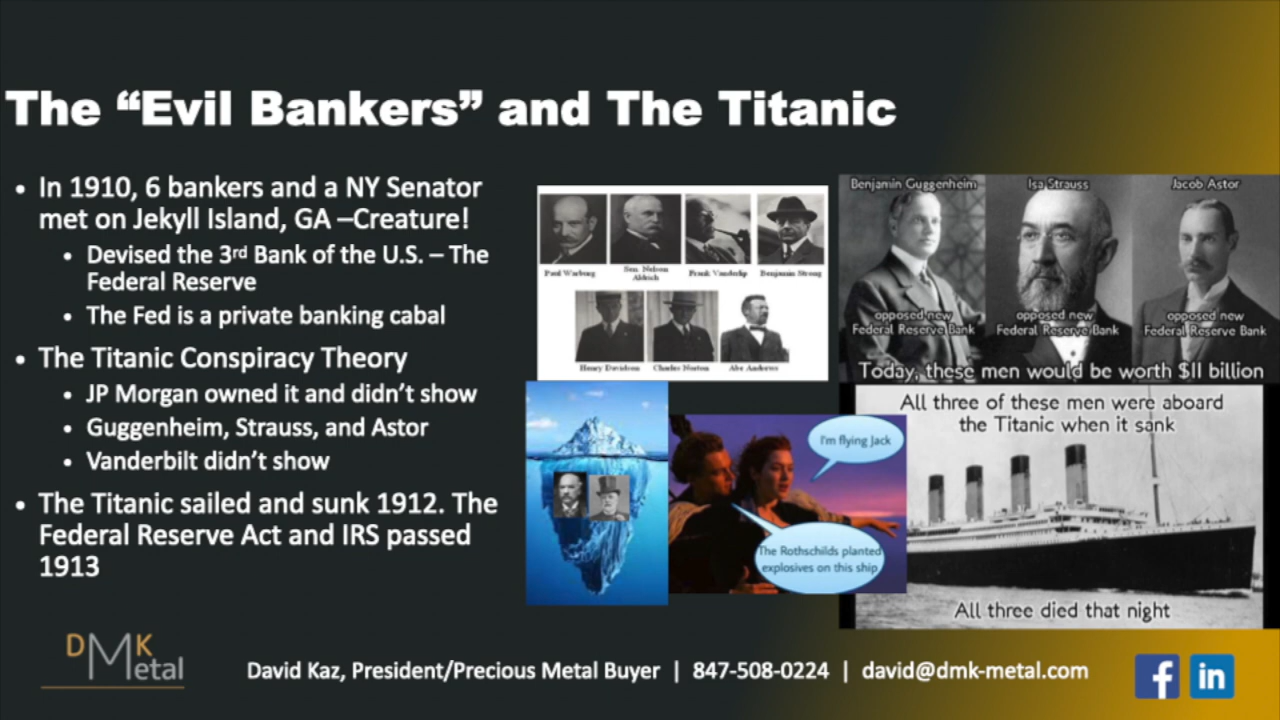 The “Evil Bankers” and The Titanic
• In 1910, 6 bankers and a NY Senator
met on Jekyll Island, GA –Creature!
• Devised the 3rd Bank of the U.S. – The
Federal Reserve
• The Fed is a private banking cabal
• The Titanic Conspiracy Theory
• JP Morgan owned it and didn’t show
• Guggenheim, Strauss, and Astor
• Vanderbilt didn’t show
• The Titanic sailed and sunk 1912. The
Federal Reserve Act and IRS passed
1913
Paul Warburg
Sen. Nelson
Aldrich
Frank Vanderlip
Benjamin Strong
Henry Davidson
Charles Norton
Abe Andrews
Benjamin Guggenheim
Isa Strauss
Jacob Astor
opposed new
Federal Reserve Bank
opposed new
Federal Reserve Bank
opposed new
Federal Reserve Bank
Today, these men would be worth $11 billion
I'm flying Jack
The Rothschilds planted
explosives on this ship
All three of these men were aboard
the Titanic when it sank
All three died that night
DMK
etal
David Kaz, President/Precious Metal Buyer | 847-508-0224 | david@dmk-metal.com
f
in